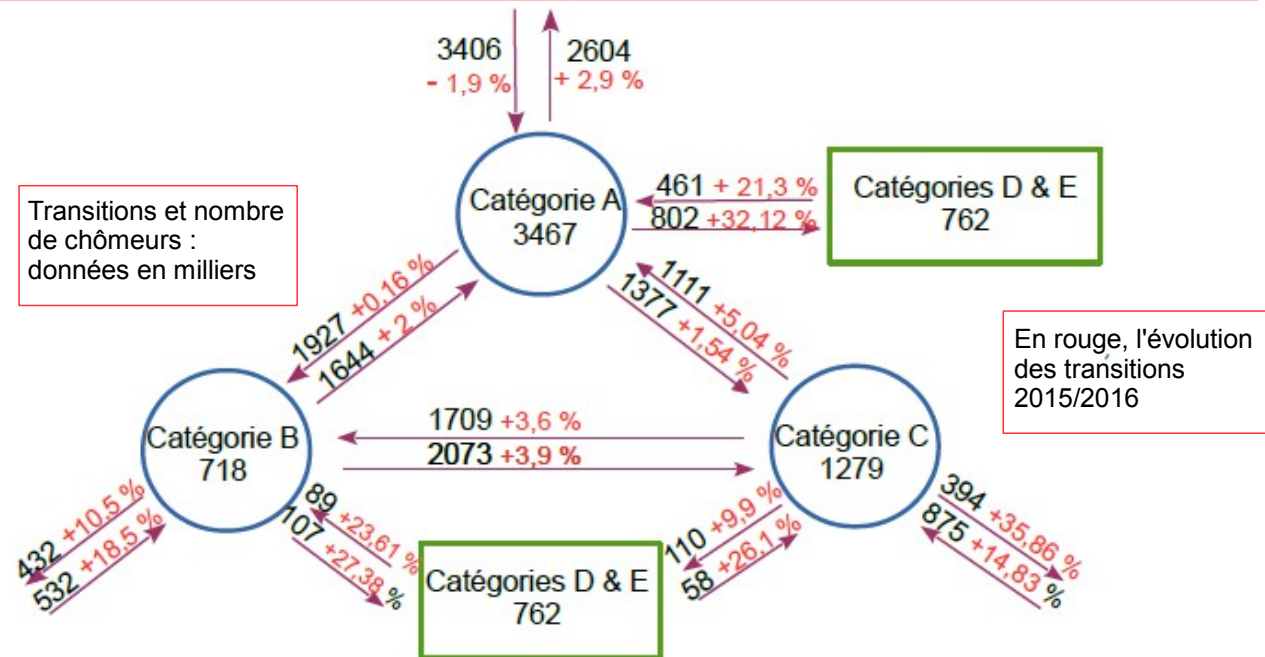 3406
- 1,9 %
2604
+ 2,9 %
Catégorie A
3467
461 + 21,3 %
802 +32,12 %
Catégories D & E
762
Transitions et nombre
de chômeurs :
données en milliers
1927 +0,16 %
1644 + 2 %
1111 +5,04 %
1377 +1,54 %
En rouge, l'évolution
des transitions
2015/2016
Catégorie B
718
1709 +3,6 %
2073 +3,9 %
Catégorie C
1279
432 +10,5 %
532 +18,5 %
89 +23,61 %
107 +27,38 %
Catégories D & E
762
110 +9,9 %
58 +26,1 %
394 +35,86 %
875 +14,83 %